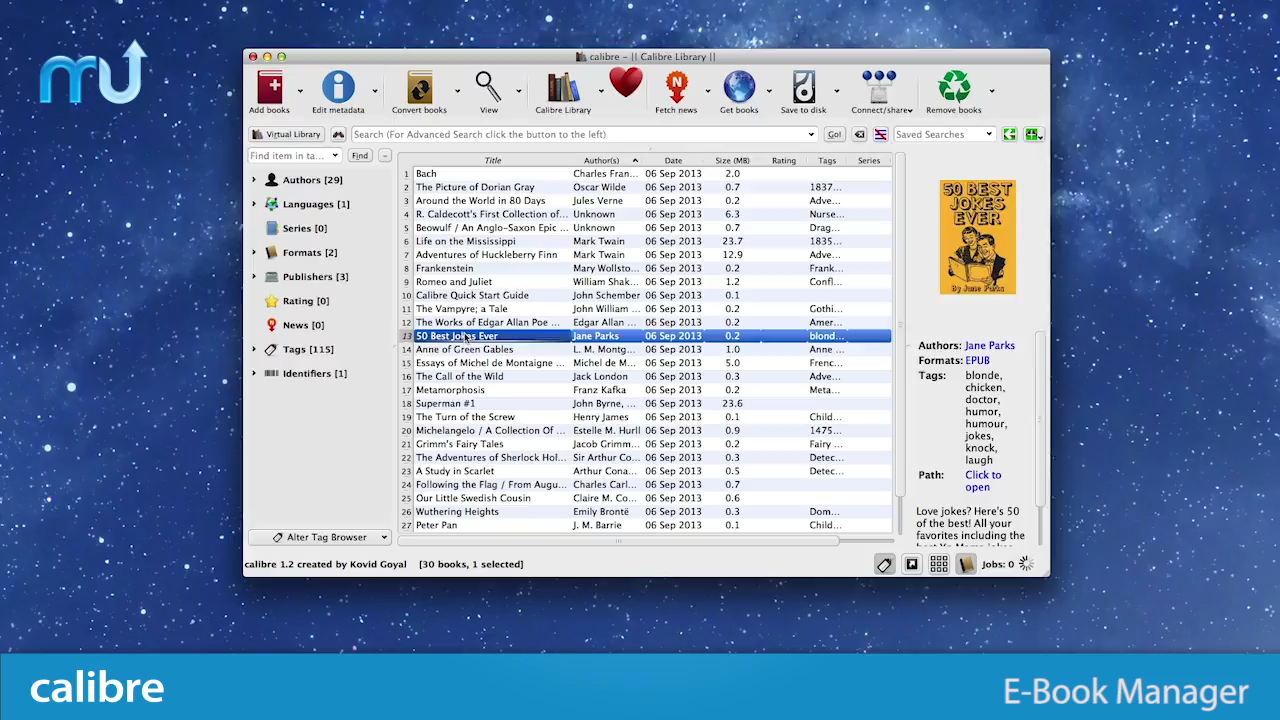 mu
calibre - || Calibre Library ||
Add books
Edit metadata
Convert books
View
Calibre Library
Fetch news
Get books
Save to disk
Connect/share
Remove books
Virtual Library
Search (For Advanced Search click the button to the left)
Go!
Saved Searches
Find item in ta...
Find
Title Author(s) Date Size (MB) Rating Tags Series
Authors [29]
Languages [1]
Series [0]
Formats [2]
Publishers [3]
Rating [0]
News [0]
Tags [115]
Identifiers [1]
1 Bach Charles Fran... 06 Sep 2013 2.0
2 The Picture of Dorian Gray Oscar Wilde 06 Sep 2013 0.7 1837...
3 Around the World in 80 Days Jules Verne 06 Sep 2013 0.2 Adve...
4 R. Caldecott's First Collection of... Unknown 06 Sep 2013 6.3 Nurse...
5 Beowulf / An Anglo-Saxon Epic ... Unknown 06 Sep 2013 0.2 Drag...
6 Life on the Mississippi Mark Twain 06 Sep 2013 23.7 1835...
7 Adventures of Huckleberry Finn Mark Twain 06 Sep 2013 12.9 Adve...
8 Frankenstein Mary Wollsto... 06 Sep 2013 0.2 Frank...
9 Romeo and Juliet William Shak... 06 Sep 2013 1.2 Confl...
10 Calibre Quick Start Guide John Schember 06 Sep 2013 0.1
11 The Vampyre; a Tale John William ... 06 Sep 2013 0.2 Gothi...
12 The Works of Edgar Allan Poe ... Edgar Allan ... 06 Sep 2013 0.2 Amer...
13 50 Best Jokes Ever Jane Parks 06 Sep 2013 0.2 blond...
14 Anne of Green Gables L. M. Montg... 06 Sep 2013 1.0 Anne ...
15 Essays of Michel de Montaigne ... Michel de M... 06 Sep 2013 5.0 Frenc...
16 The Call of the Wild Jack London 06 Sep 2013 0.3 Adve...
17 Metamorphosis Franz Kafka 06 Sep 2013 0.2 Meta...
18 Superman #1 John Byrne, ... 06 Sep 2013 23.6
19 The Turn of the Screw Henry James 06 Sep 2013 0.1 Child...
20 Michelangelo / A Collection Of ... Estelle M. Hurll 06 Sep 2013 0.9 1475...
21 Grimm's Fairy Tales Jacob Grimm... 06 Sep 2013 0.2 Fairy ...
22 The Adventures of Sherlock Hol... Sir Arthur Co... 06 Sep 2013 0.3 Detec...
23 A Study in Scarlet Arthur Cona... 06 Sep 2013 0.5 Detec...
24 Following the Flag / From Augu... Charles Carl... 06 Sep 2013 0.7
25 Our Little Swedish Cousin Claire M. Co... 06 Sep 2013 0.6
26 Wuthering Heights Emily Brontë 06 Sep 2013 0.3 Dom...
27 Peter Pan J. M. Barrie 06 Sep 2013 0.1 Child...
50 BEST
JOKES
EVER
By Jane Parks
Authors: Jane Parks
Formats: EPUB
Tags: blonde,
chicken,
doctor,
humor,
humour,
jokes,
knock,
laugh
Path: Click to
open
Love jokes? Here's 50
of the best! All your
favorites including the
best Yo Mama jokes
Alter Tag Browser
calibre 1.2 created by Kovid Goyal [30 books, 1 selected]
Jobs: 0
calibre
E-Book Manager